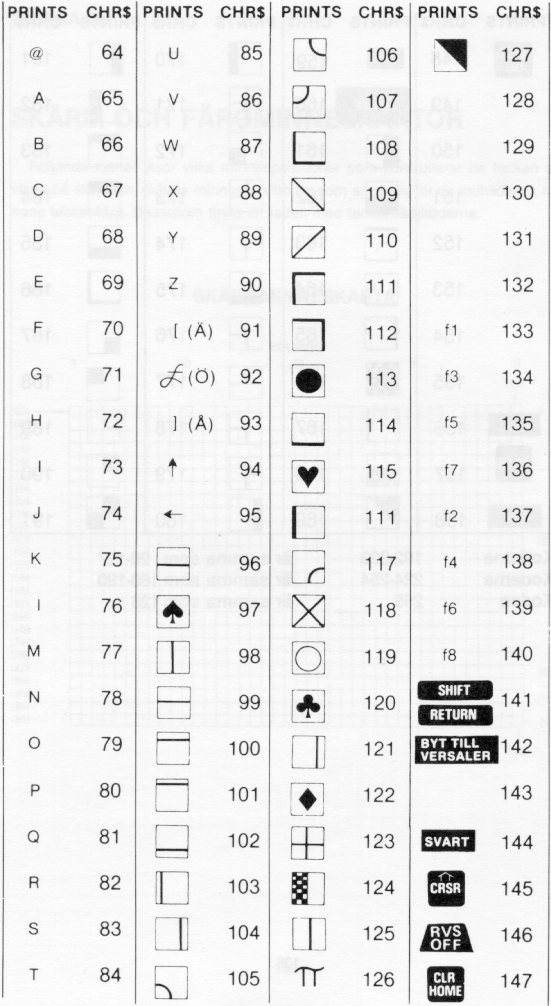 PRINTS CHR$ PRINTS CHR$ PRINTS CHR$ PRINTS CHR$
@ 64 U 85 106 127
A 65 V 86 107 128
B 66 W 87 108 129
C 67 X 88 109 130
D 68 Y 89 110 131
E 69 Z 90 111 132
F 70 [ (Ä) 91 112 f1 133
G 71 £ (Ö) 92 113 f3 134
H 72 ] (Å) 93 114 f5 135
I 73 ↑ 94 115 f7 136
J 74 ← 95 111 f2 137
K 75 96 117 f4 138
I 76 ♠ 97 118 f6 139
M 77 98 119 f8 140
N 78 99 ♣ 120 SHIFT RETURN 141
O 79 100 121 BYT TILL VERSALER 142
P 80 101 ♦ 122 143
Q 81 102 123 SVART 144
R 82 103 124 CRSR 145
S 83 104 125 RVS OFF 146
T 84 105 π 126 CLR HOME 147